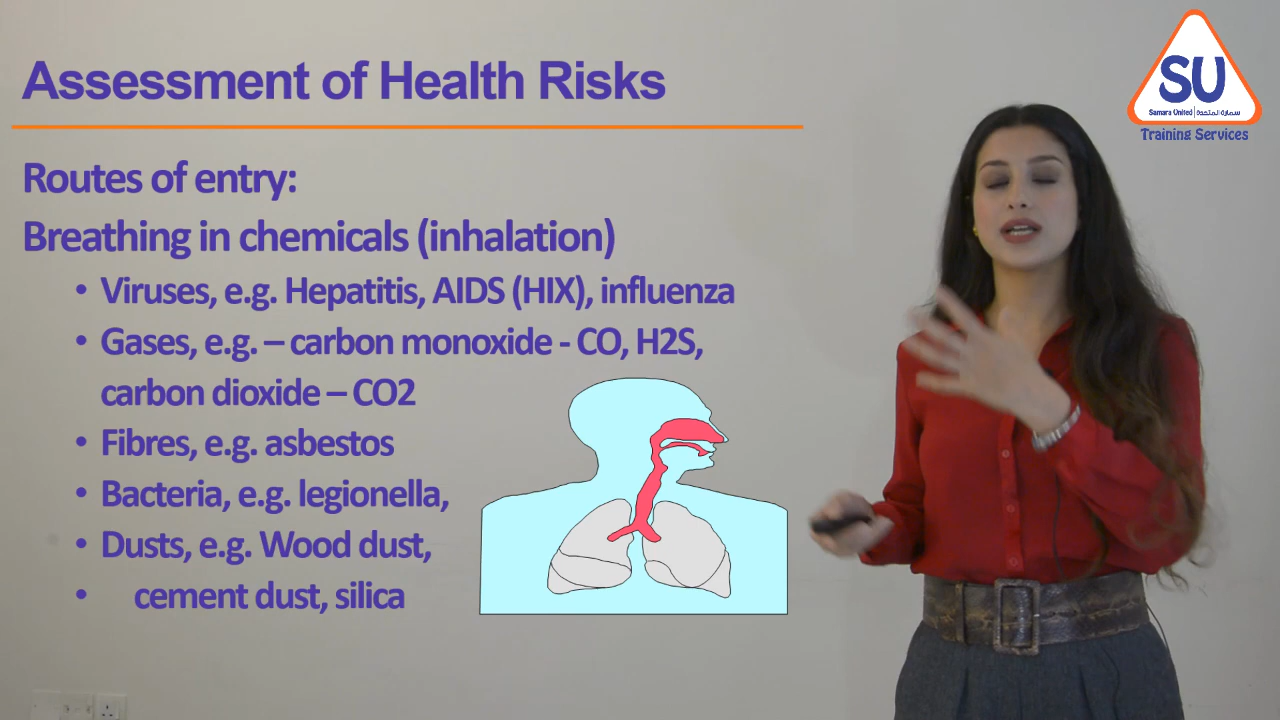 Assessment of Health Risks
Routes of entry:
Breathing in chemicals (inhalation)
• Viruses, e.g. Hepatitis, AIDS (HIX), influenza
• Gases, e.g. – carbon monoxide - CO, H2S,
carbon dioxide – CO2
• Fibres, e.g. asbestos
• Bacteria, e.g. legionella,
• Dusts, e.g. Wood dust,
• cement dust, silica
SU
Samara United | سمارة المتحدة
Training Services